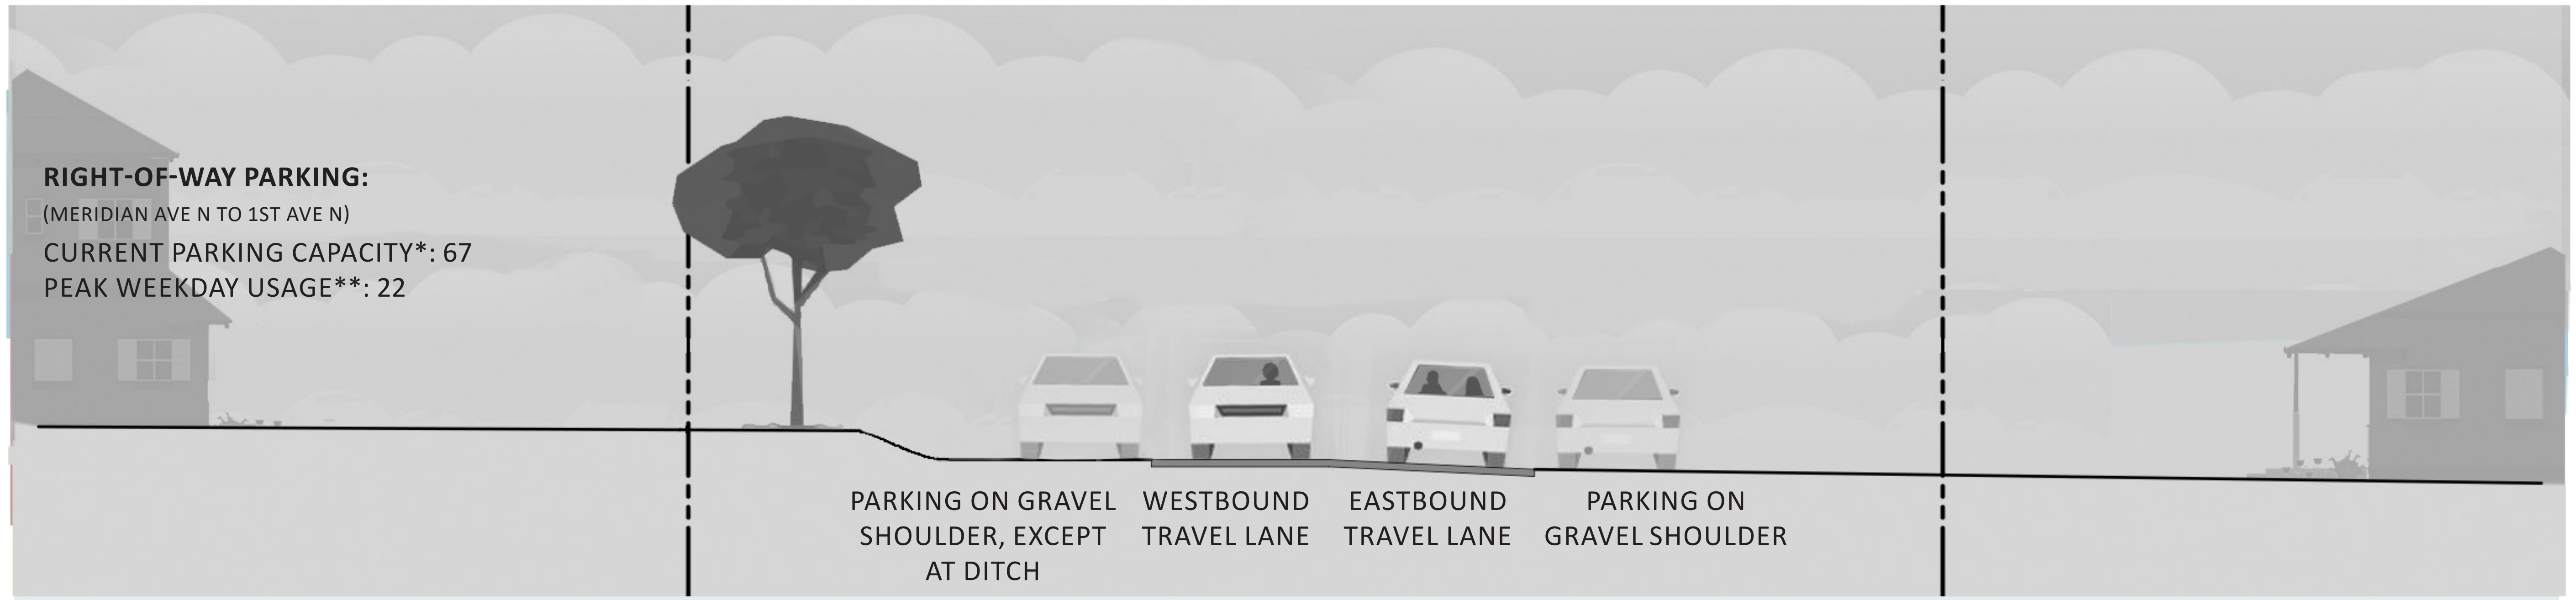 RIGHT-OF-WAY PARKING:
(MERIDIAN AVE N TO 1ST AVE N)
CURRENT PARKING CAPACITY*: 67
PEAK WEEKDAY USAGE**: 22
PARKING ON GRAVEL
SHOULDER, EXCEPT
AT DITCH
WESTBOUND
TRAVEL LANE
EASTBOUND
TRAVEL LANE
PARKING ON
GRAVEL SHOULDER